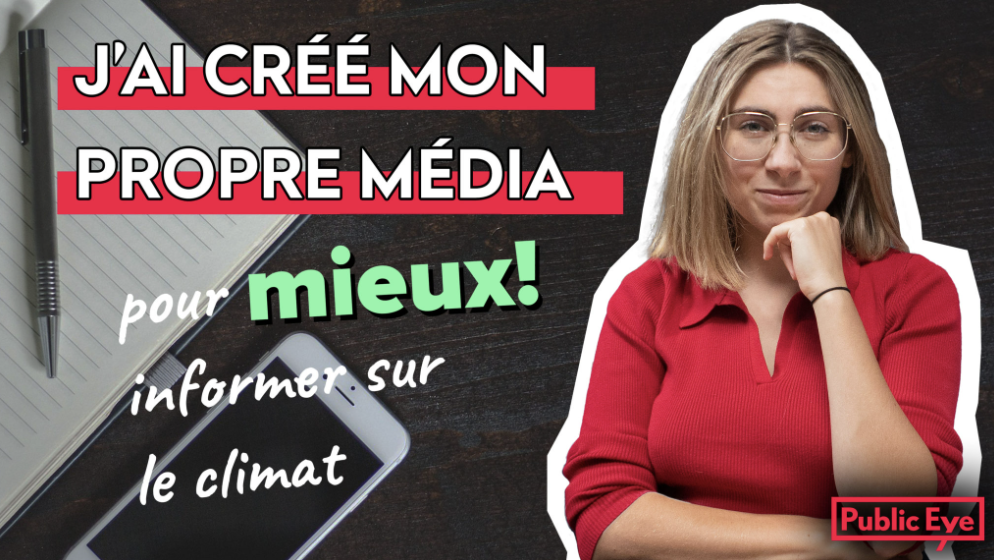 J'AI CRÉÉ MON
PROPRE MÉDIA
pour mieux!
informer sur
le climat
Public Eye